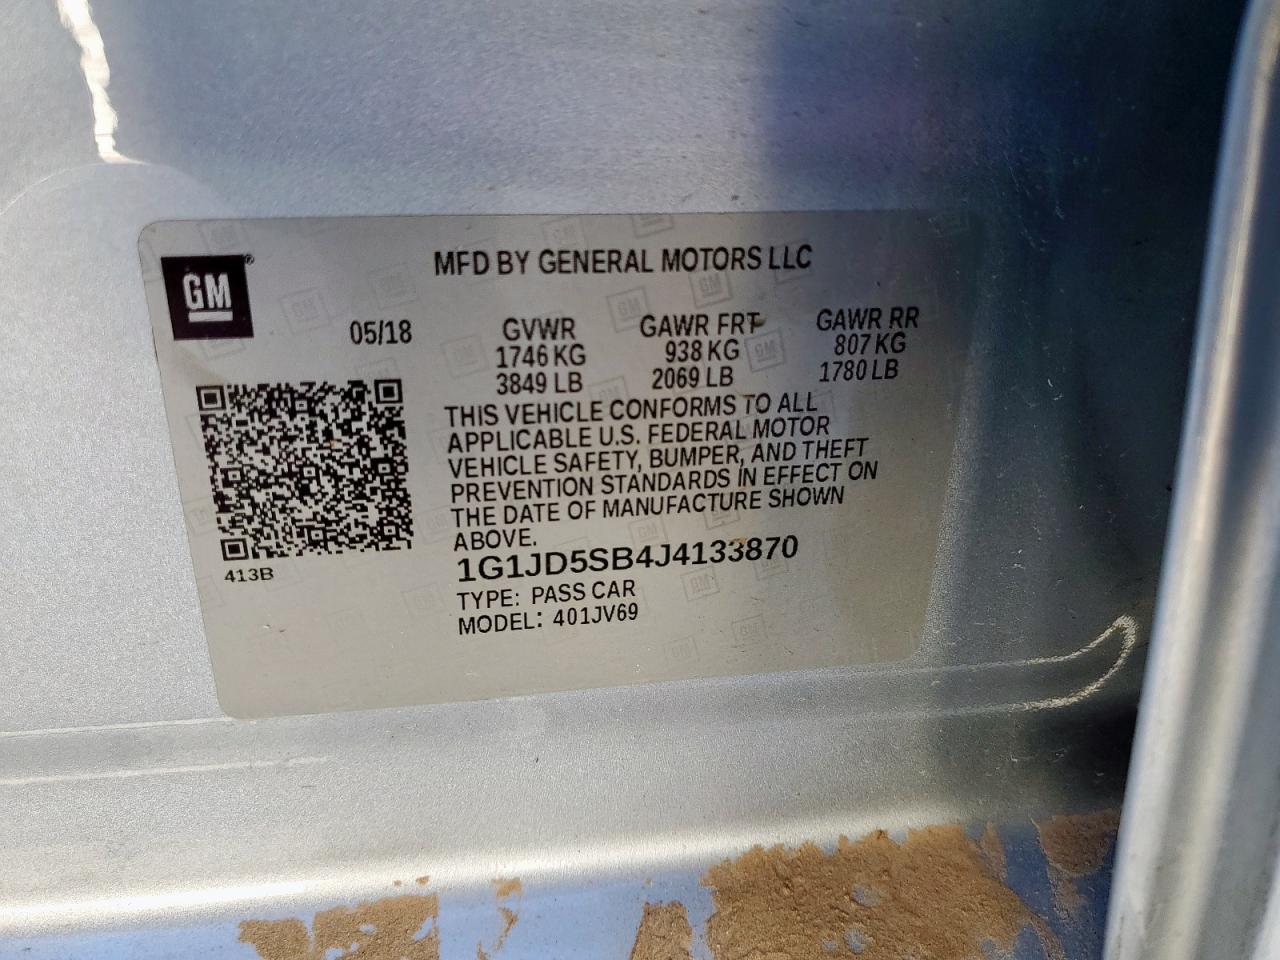 GM
MFD BY GENERAL MOTORS LLC
05/18
GVWR GAWR FRT GAWR RR
1746 KG 938 KG 807 KG
3849 LB 2069 LB 1780 LB
THIS VEHICLE CONFORMS TO ALL
APPLICABLE U.S. FEDERAL MOTOR
VEHICLE SAFETY, BUMPER, AND THEFT
PREVENTION STANDARDS IN EFFECT ON
THE DATE OF MANUFACTURE SHOWN
ABOVE.
413B
1G1JD5SB4J4133870
TYPE: PASS CAR
MODEL: 401JV69